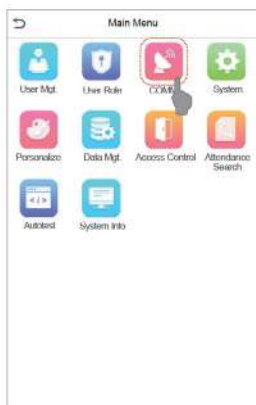 Main Menu
User Mgt.
User Role
COMM.
System
Personalize
Data Mgt.
Access Control
Attendance
Search
Autotest
System Info